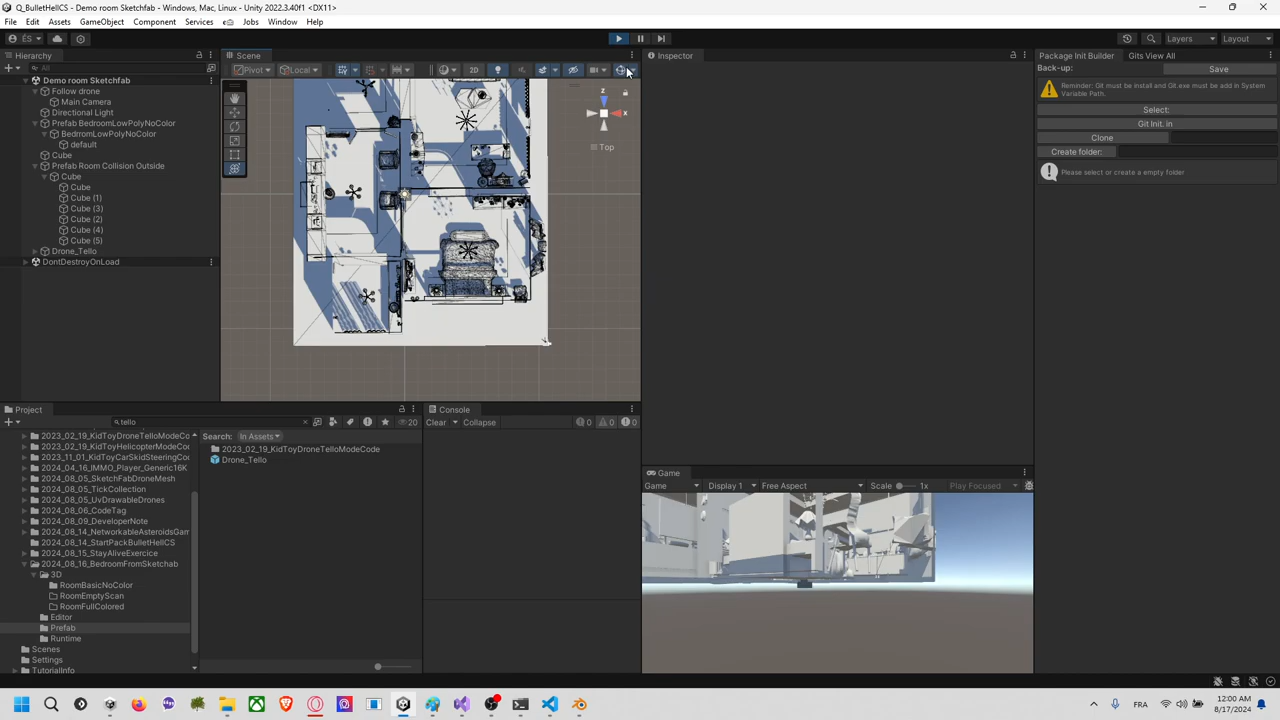 Q_BulletHellCS - Demo room Sketchfab - Windows, Mac, Linux - Unity 2022.3.40f1 <DX11>
File Edit Assets GameObject Component Services Jobs Window Help
ÉS
Layers Layout
Hierarchy
All
Demo room Sketchfab
Follow drone
Main Camera
Directional Light
Prefab BedroomLowPolyNoColor
BedrromLowPolyNoColor
default
Cube
Prefab Room Collision Outside
Cube
Cube
Cube (1)
Cube (3)
Cube (2)
Cube (4)
Cube (5)
Drone_Tello
DontDestroyOnLoad
Scene
Pivot Local 2D
z
x
Top
Inspector
Package Init Builder Gits View All
Back-up: Save
Reminder: Git must be install and Git.exe must be add in System
Variable Path.
Select:
Git Init: in
Clone
Create folder:
Please select or create a empty folder
Project
tello
20
2023_02_19_KidToyDroneTelloModeCo
2023_02_19_KidToyHelicopterModeCo
2023_11_01_KidToyCarSkidSteeringCo
2024_04_16_IMMO_Player_Generic16K
2024_08_05_SketchFabDroneMesh
2024_08_05_TickCollection
2024_08_05_UvDrawableDrones
2024_08_06_CodeTag
2024_08_09_DeveloperNote
2024_08_14_NetworkableAsteroidsGam
2024_08_14_StartPackBulletHellCS
2024_08_15_StayAliveExercice
2024_08_16_BedroomFromSketchab
3D
RoomBasicNoColor
RoomEmptyScan
RoomFullColored
Editor
Prefab
Runtime
Scenes
Settings
TutorialInfo
Search: In Assets
2023_02_19_KidToyDroneTelloModeCode
Drone_Tello
Console
Clear Collapse 0 0 0
Game
Game Display 1 Free Aspect Scale 1x Play Focused
FRA
12:00 AM
8/17/2024